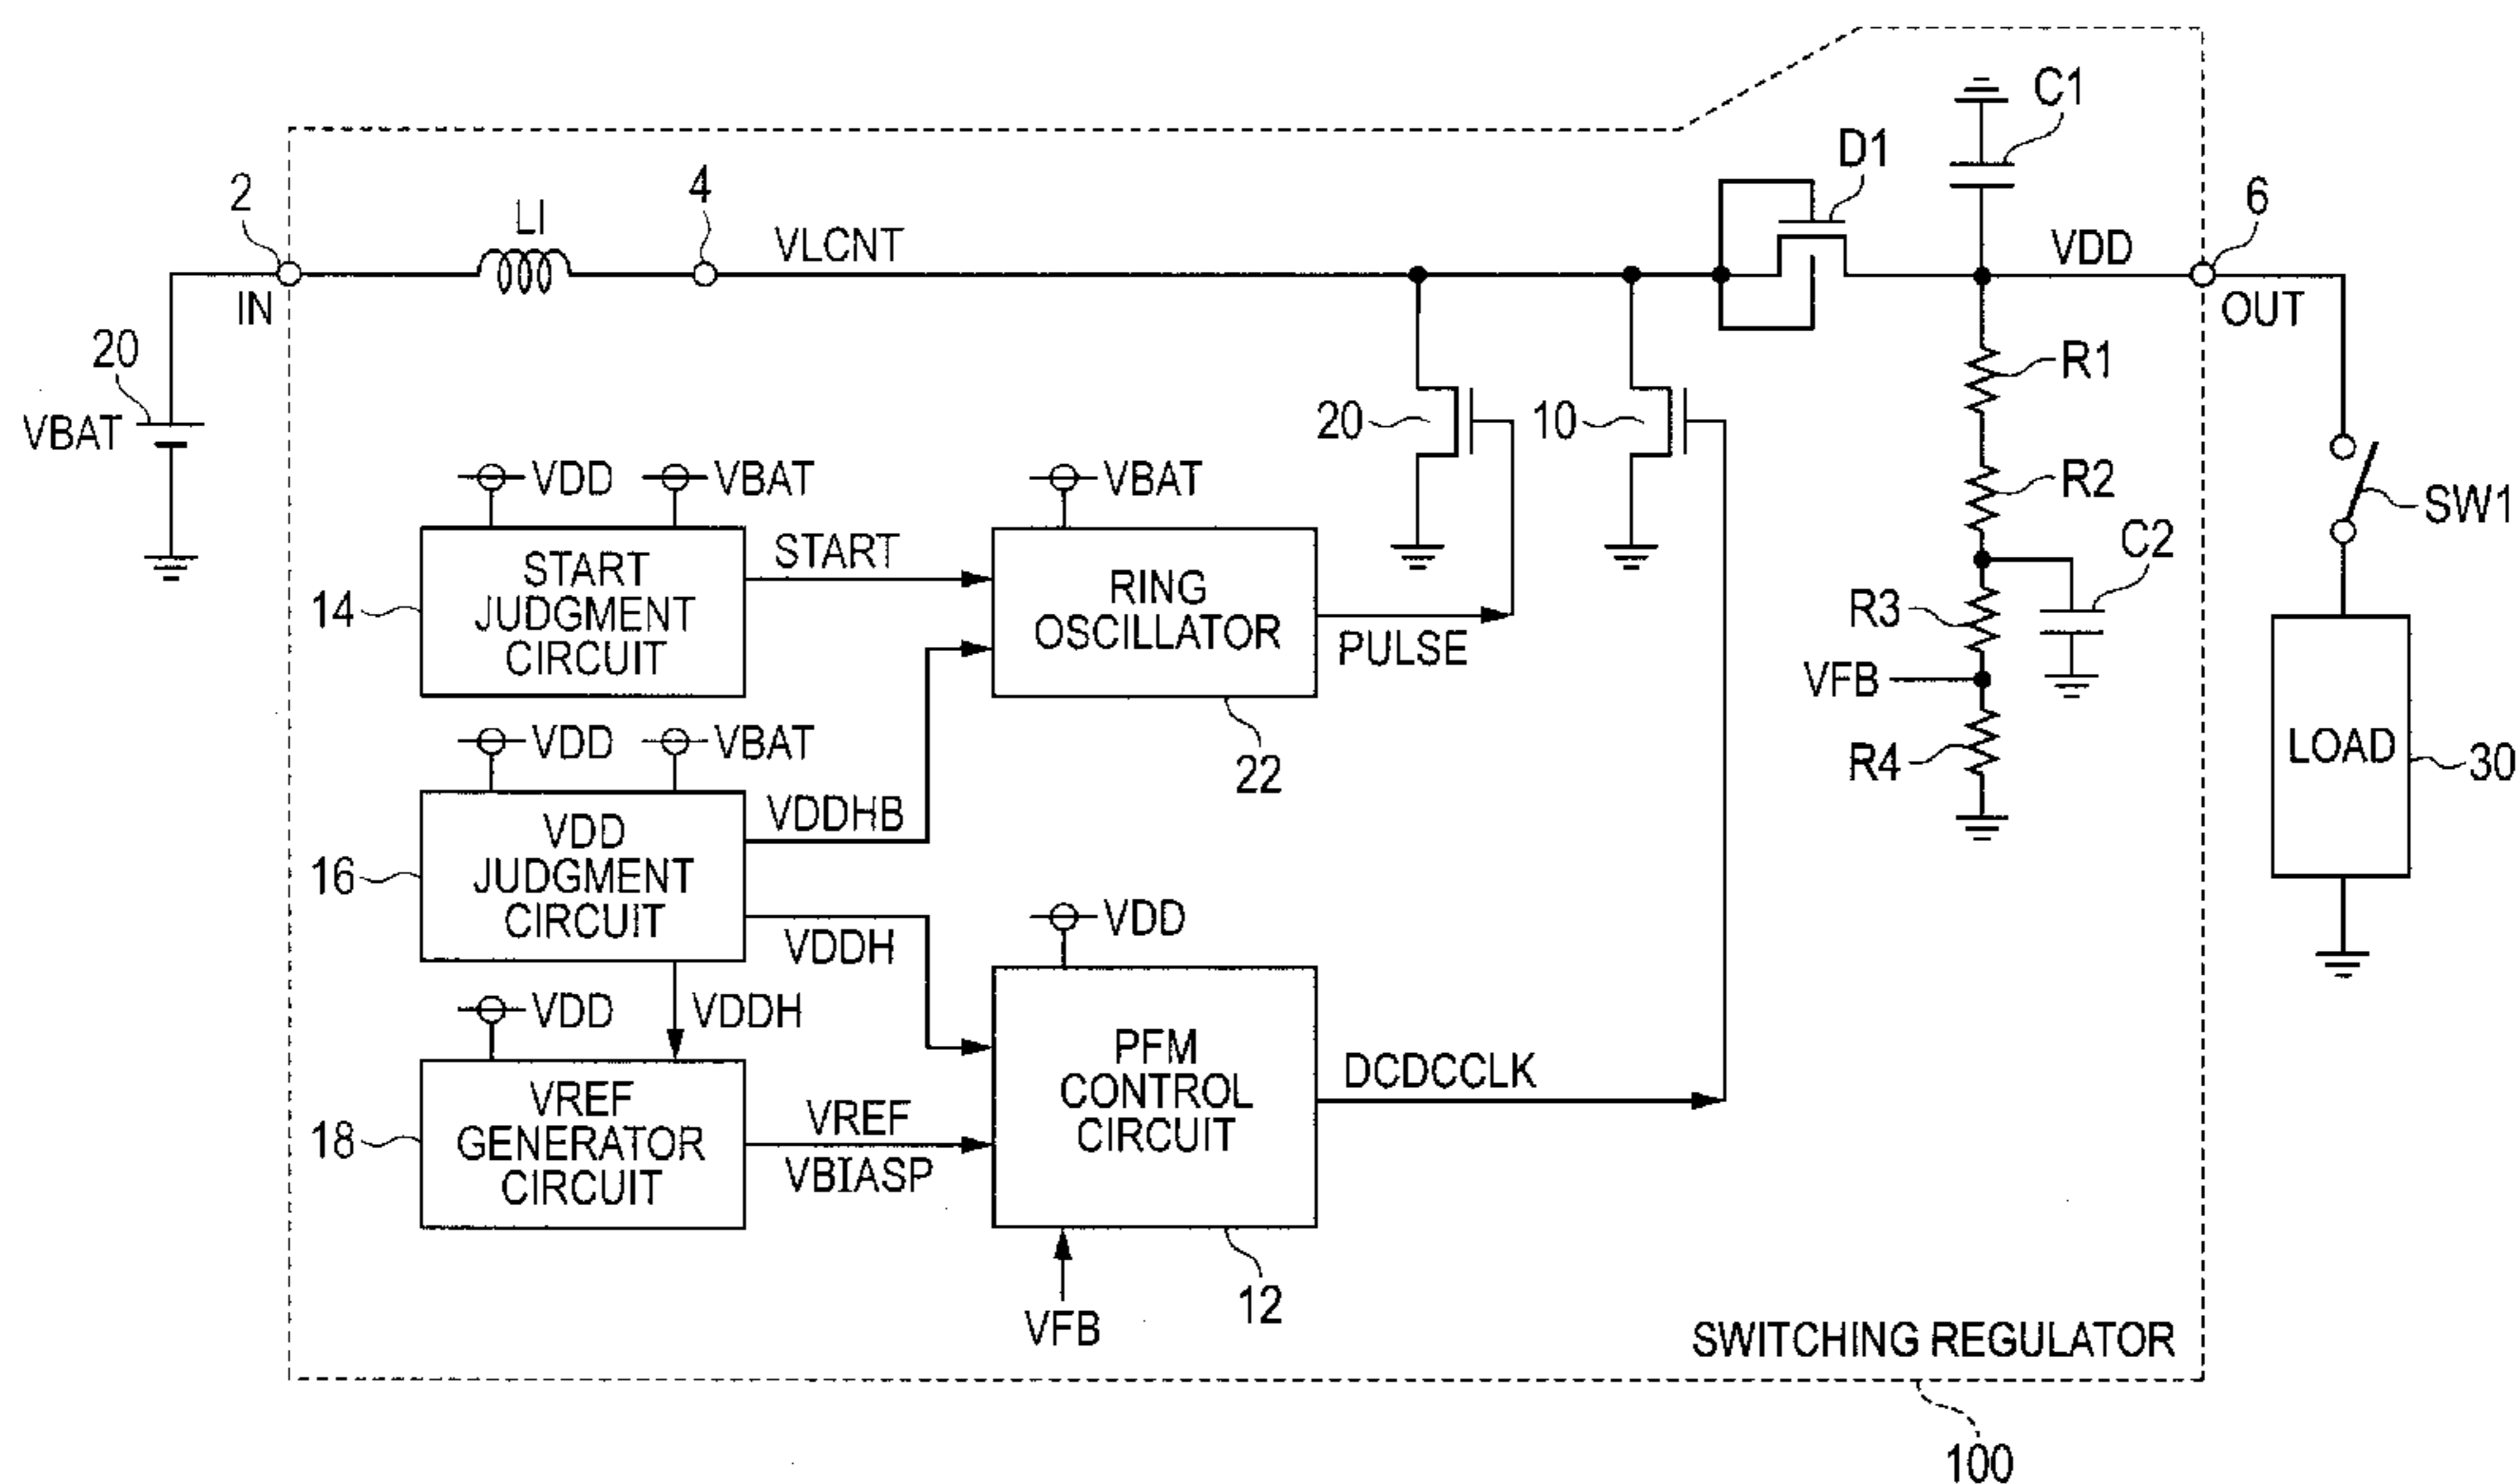 C1
D1
2
LI
4
VLCNT
VDD
6
IN
OUT
20
VBAT
R1
20
10
VDD
VBAT
VBAT
R2
SW1
START
JUDGMENT
CIRCUIT
14
START
RING
OSCILLATOR
22
PULSE
C2
R3
VFB
R4
LOAD
30
VDD
VBAT
VDD
JUDGMENT
CIRCUIT
16
VDDHB
VDDH
VDD
VDDH
VDD
VREF
GENERATOR
CIRCUIT
18
VREF
VBIASP
PFM
CONTROL
CIRCUIT
DCDCCLK
12
VFB
SWITCHING REGULATOR
100